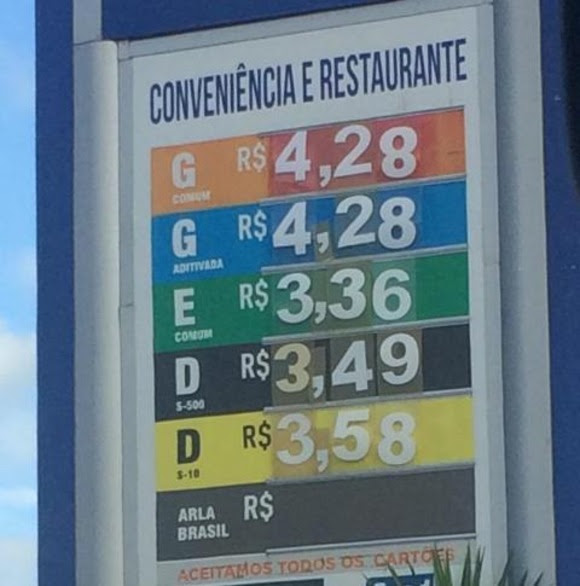 CONVENIÊNCIA E RESTAURANTE
G R$ 4,28
COMUM
G R$ 4,28
ADITIVADA
E R$ 3,36
COMUM
D R$ 3,49
S-500
D R$ 3,58
S-10
ARLA R$
BRASIL
ACEITAMOS TODOS OS CARTÕES